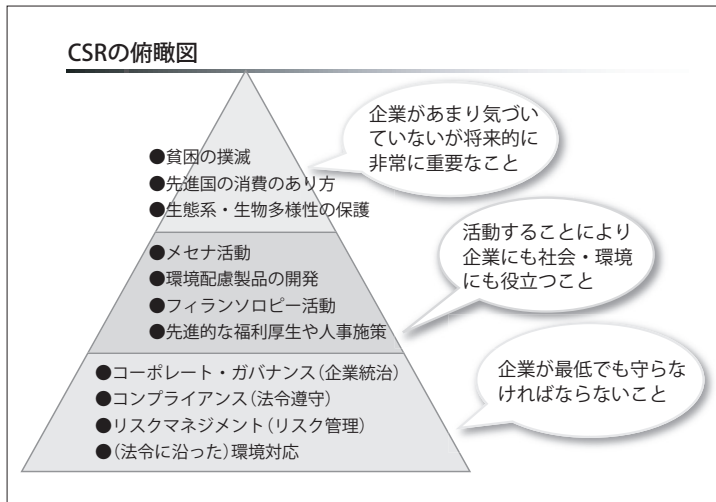 CSRの俯瞰図
企業があまり気づい
ていないが将来的に
非常に重要なこと
●貧困の撲滅
●先進国の消費のあり方
●生態系・生物多様性の保護
活動することにより
企業にも社会・環境
にも役立つこと
●メセナ活動
●環境配慮製品の開発
●フィランソロピー活動
●先進的な福利厚生や人事施策
企業が最低でも守らな
ければならないこと
●コーポレート・ガバナンス(企業統治)
●コンプライアンス(法令遵守)
●リスクマネジメント(リスク管理)
●(法令に沿った)環境対応